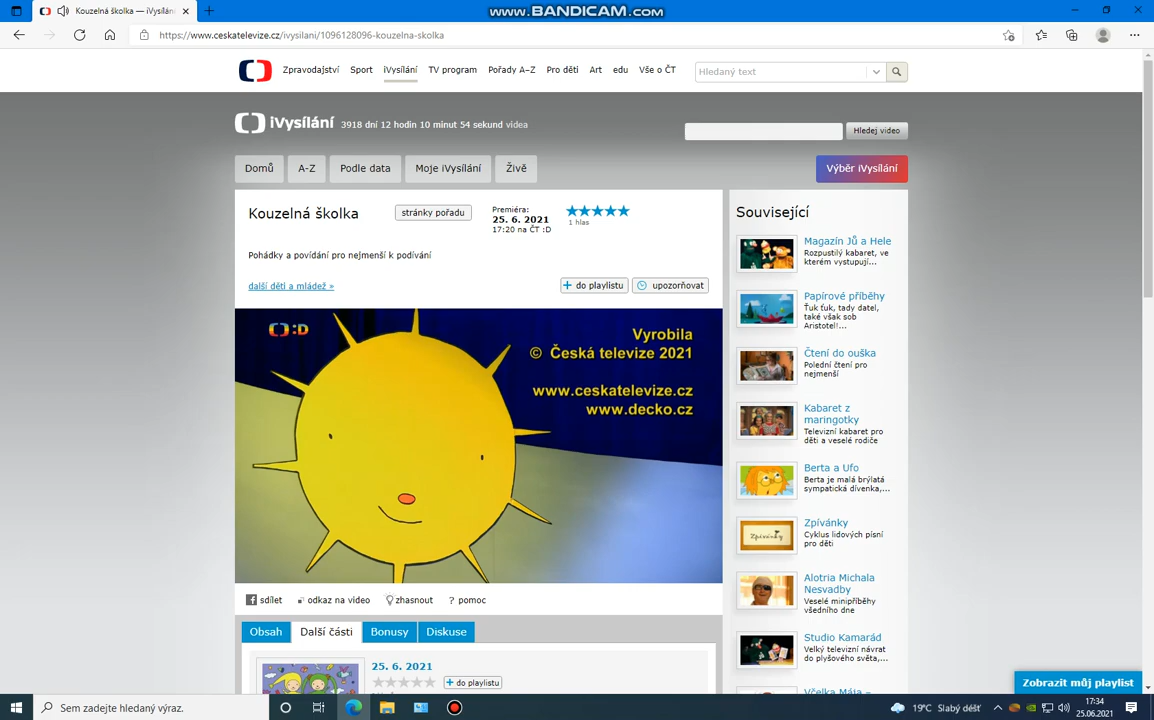 Kouzelná školka — iVysílání
www.BANDICAM.com
https://www.ceskatelevize.cz/ivysilani/1096128096-kouzelna-skolka
Zpravodajství Sport iVysílání TV program Pořady A–Z Pro děti Art edu Vše o ČT
Hledaný text
iVysílání 3918 dní 12 hodin 10 minut 54 sekund videa
Hledej video
Domů A-Z Podle data Moje iVysílání Živě
Výběr iVysílání
Kouzelná školka
stránky pořadu
Premiéra:
25. 6. 2021
17:20 na ČT :D
1 hlas
Pohádky a povídání pro nejmenší k podívání
další děti a mládež »
do playlistu
upozorňovat
:D
Vyrobila
© Česká televize 2021
www.ceskatelevize.cz
www.decko.cz
sdílet odkaz na video zhasnout ? pomoc
Obsah Další části Bonusy Diskuse
25. 6. 2021
do playlistu
Související
Magazín Jů a Hele
Rozpustilý kabaret, ve
kterém vystupují...
Papírové příběhy
Ťuk ťuk, tady datel,
také však sob
Aristotel!...
Čtení do ouška
Polední čtení pro
nejmenší
Kabaret z
maringotky
Televizní kabaret pro
děti a veselé rodiče
Berta a Ufo
Berta je malá brýlatá
sympatická dívenka,...
Zpívánky
Zpívánky
Cyklus lidových písní
pro děti
Alotria Michala
Nesvadby
Veselé minipříběhy
všedního dne
Studio Kamarád
Velký televizní návrat
do plyšového světa,...
Včelka Mája –
Zobrazit můj playlist
Sem zadejte hledaný výraz.
19°C Slabý déšť
17:34
25.06.2021